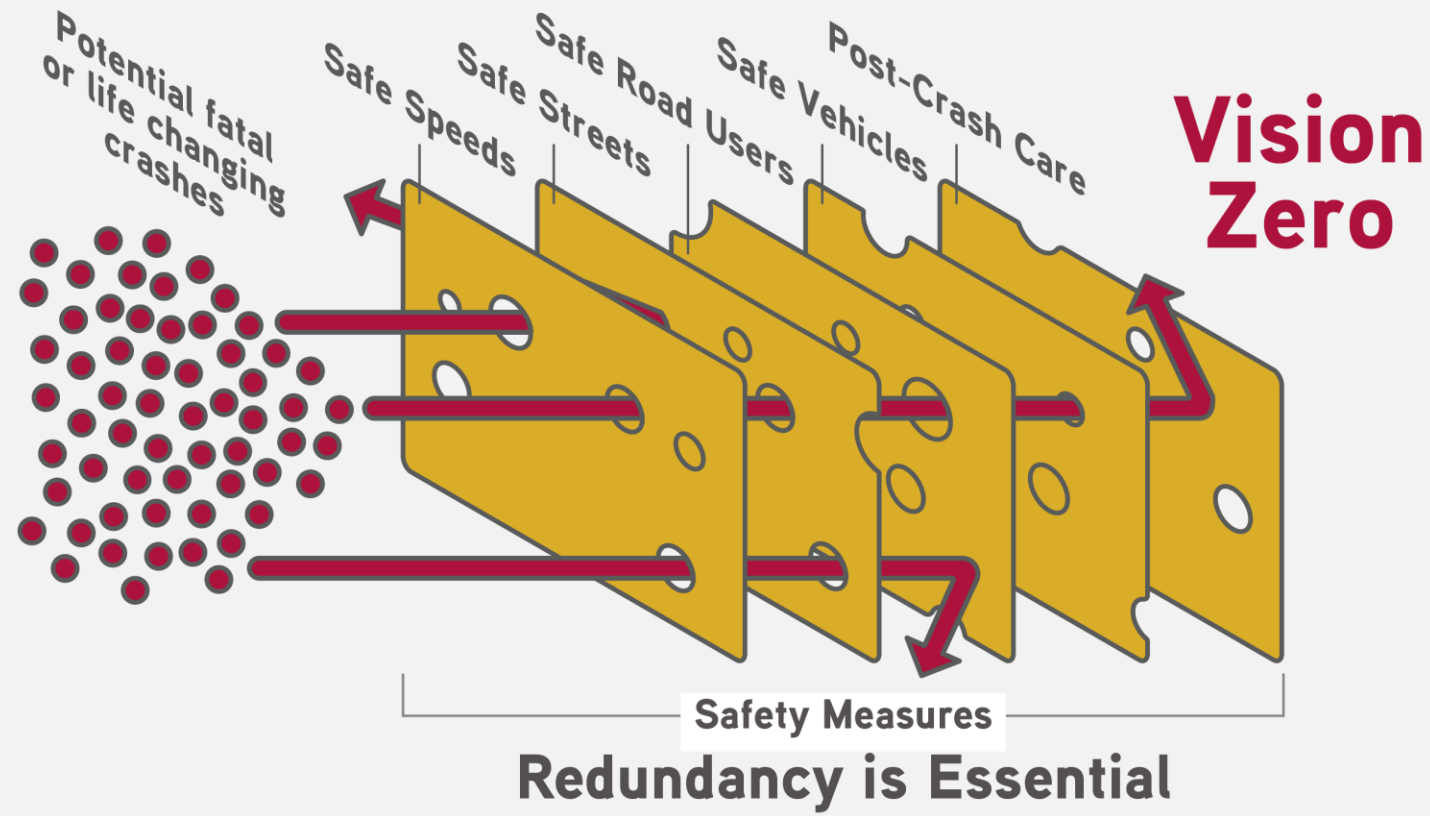 Potential fatal
or life changing
crashes
Safe Speeds
Safe Streets
Safe Road Users
Safe Vehicles
Post-Crash Care
Vision
Zero
Safety Measures
Redundancy is Essential